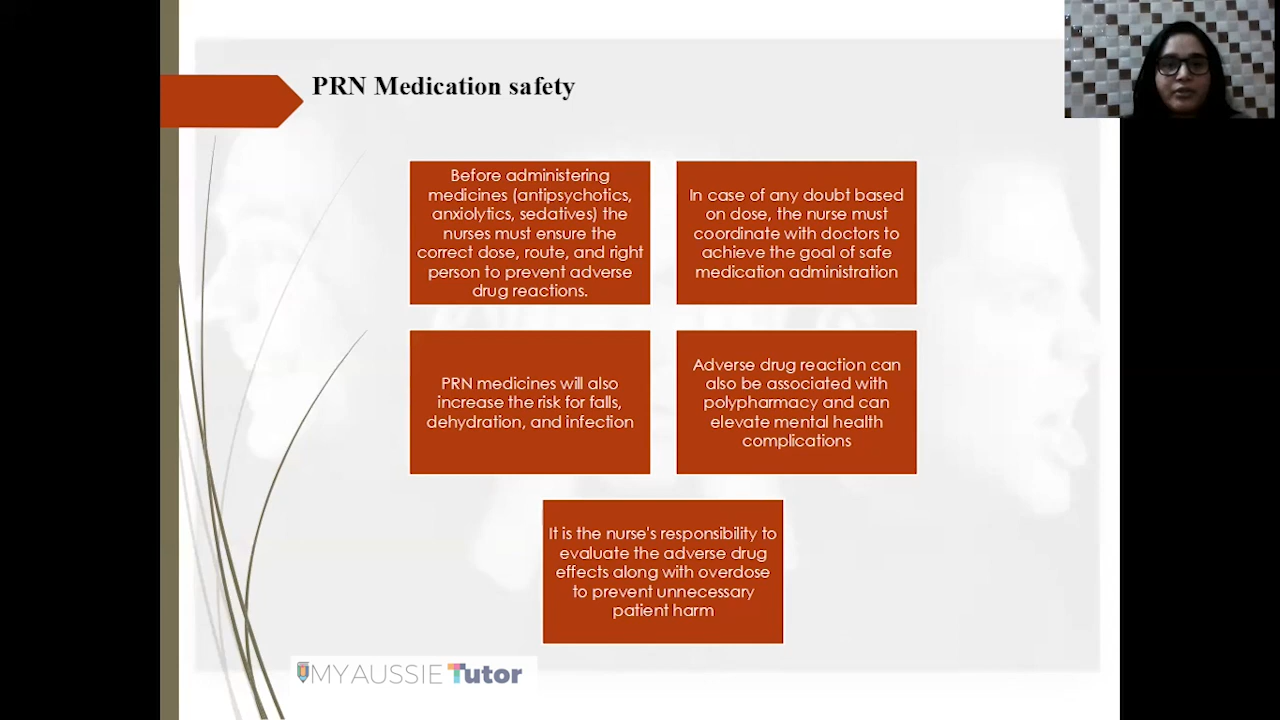 PRN Medication safety
Before administering
medicines (antipsychotics,
anxiolytics, sedatives) the
nurses must ensure the
correct dose, route, and right
person to prevent adverse
drug reactions.
In case of any doubt based
on dose, the nurse must
coordinate with doctors to
achieve the goal of safe
medication administration
PRN medicines will also
increase the risk for falls,
dehydration, and infection
Adverse drug reaction can
also be associated with
polypharmacy and can
elevate mental health
complications
It is the nurse's responsibility to
evaluate the adverse drug
effects along with overdose
to prevent unnecessary
patient harm
MY AUSSIE Tutor